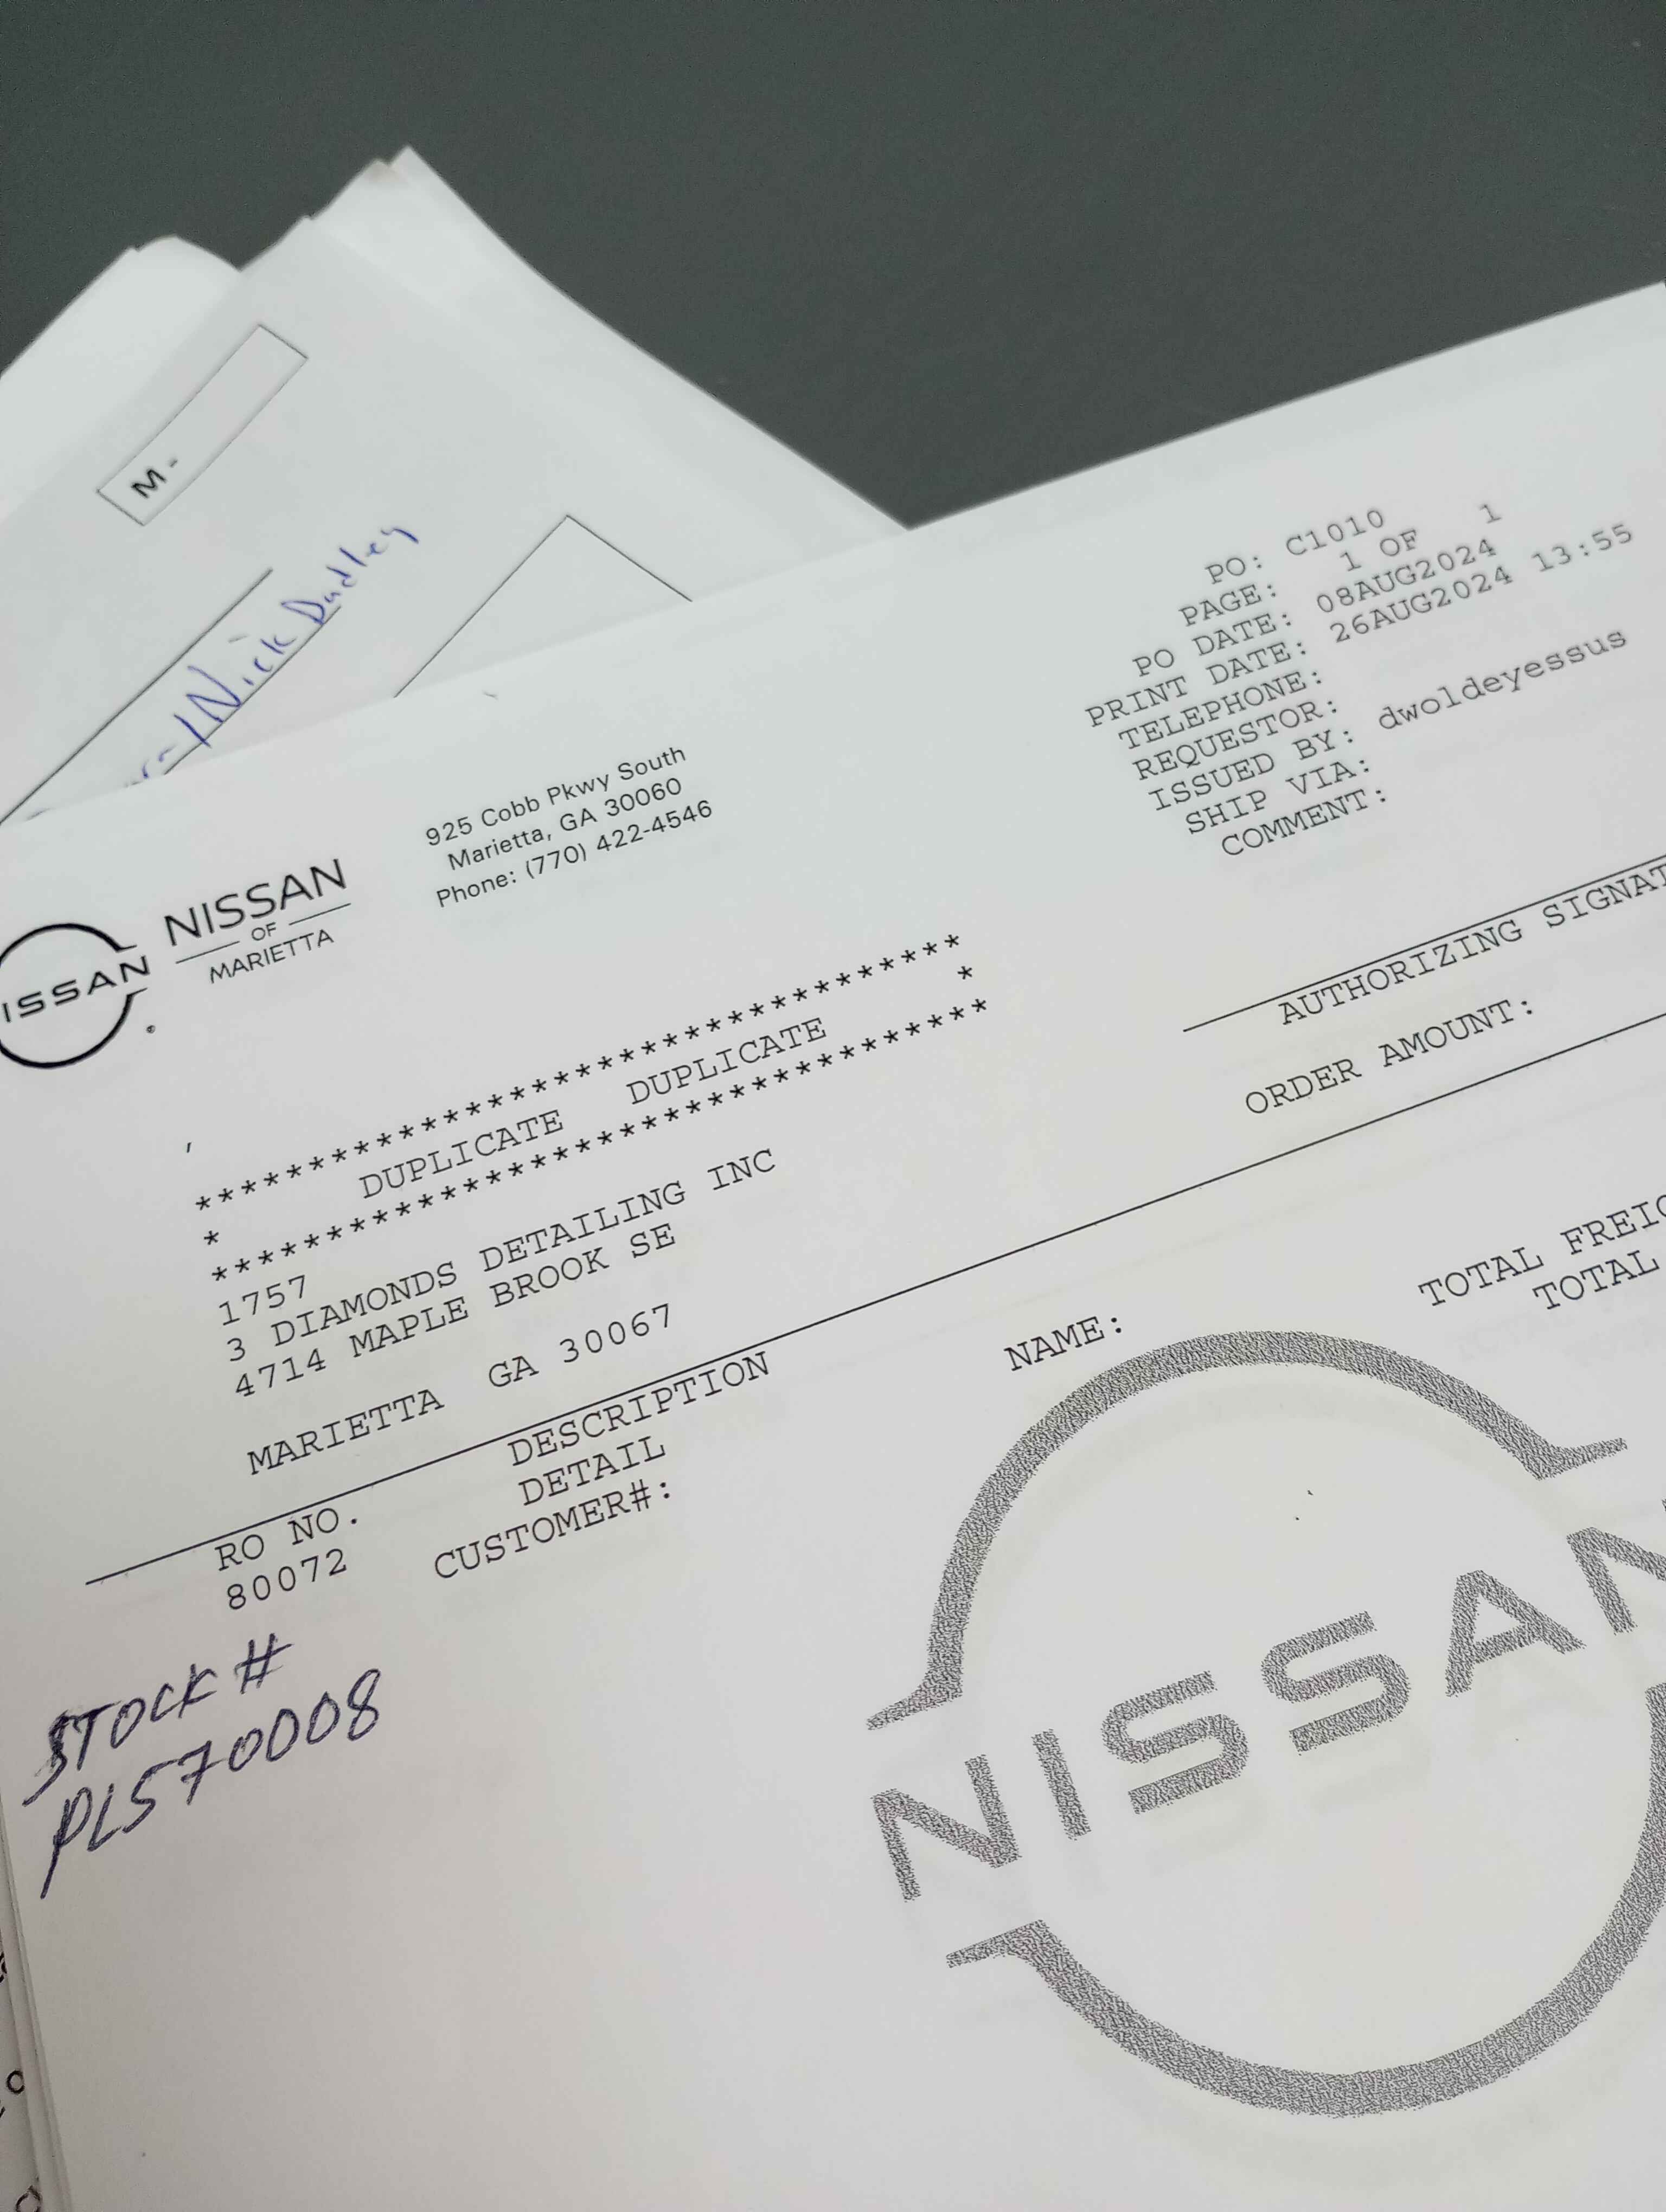 M-
Nick Dudley
925 Cobb Pkwy South
Marietta, GA 30060
Phone: (770) 422-4546
NISSAN
OF
MARIETTA
ISSAN
PO: C1010
PAGE: 1 OF 1
PO DATE: 08AUG2024
PRINT DATE: 26AUG2024 13:55
TELEPHONE:
REQUESTOR:
ISSUED BY: dwoldeyessus
SHIP VIA:
COMMENT:
AUTHORIZING SIGNAT
ORDER AMOUNT:
***********************************
* DUPLICATE DUPLICATE *
***********************************
1757
3 DIAMONDS DETAILING INC
4714 MAPLE BROOK SE
MARIETTA GA 30067
RO NO. DESCRIPTION
80072 DETAIL
CUSTOMER#:
NAME:
TOTAL FREIG
TOTAL
STOCK #
PL570008
NISSAN